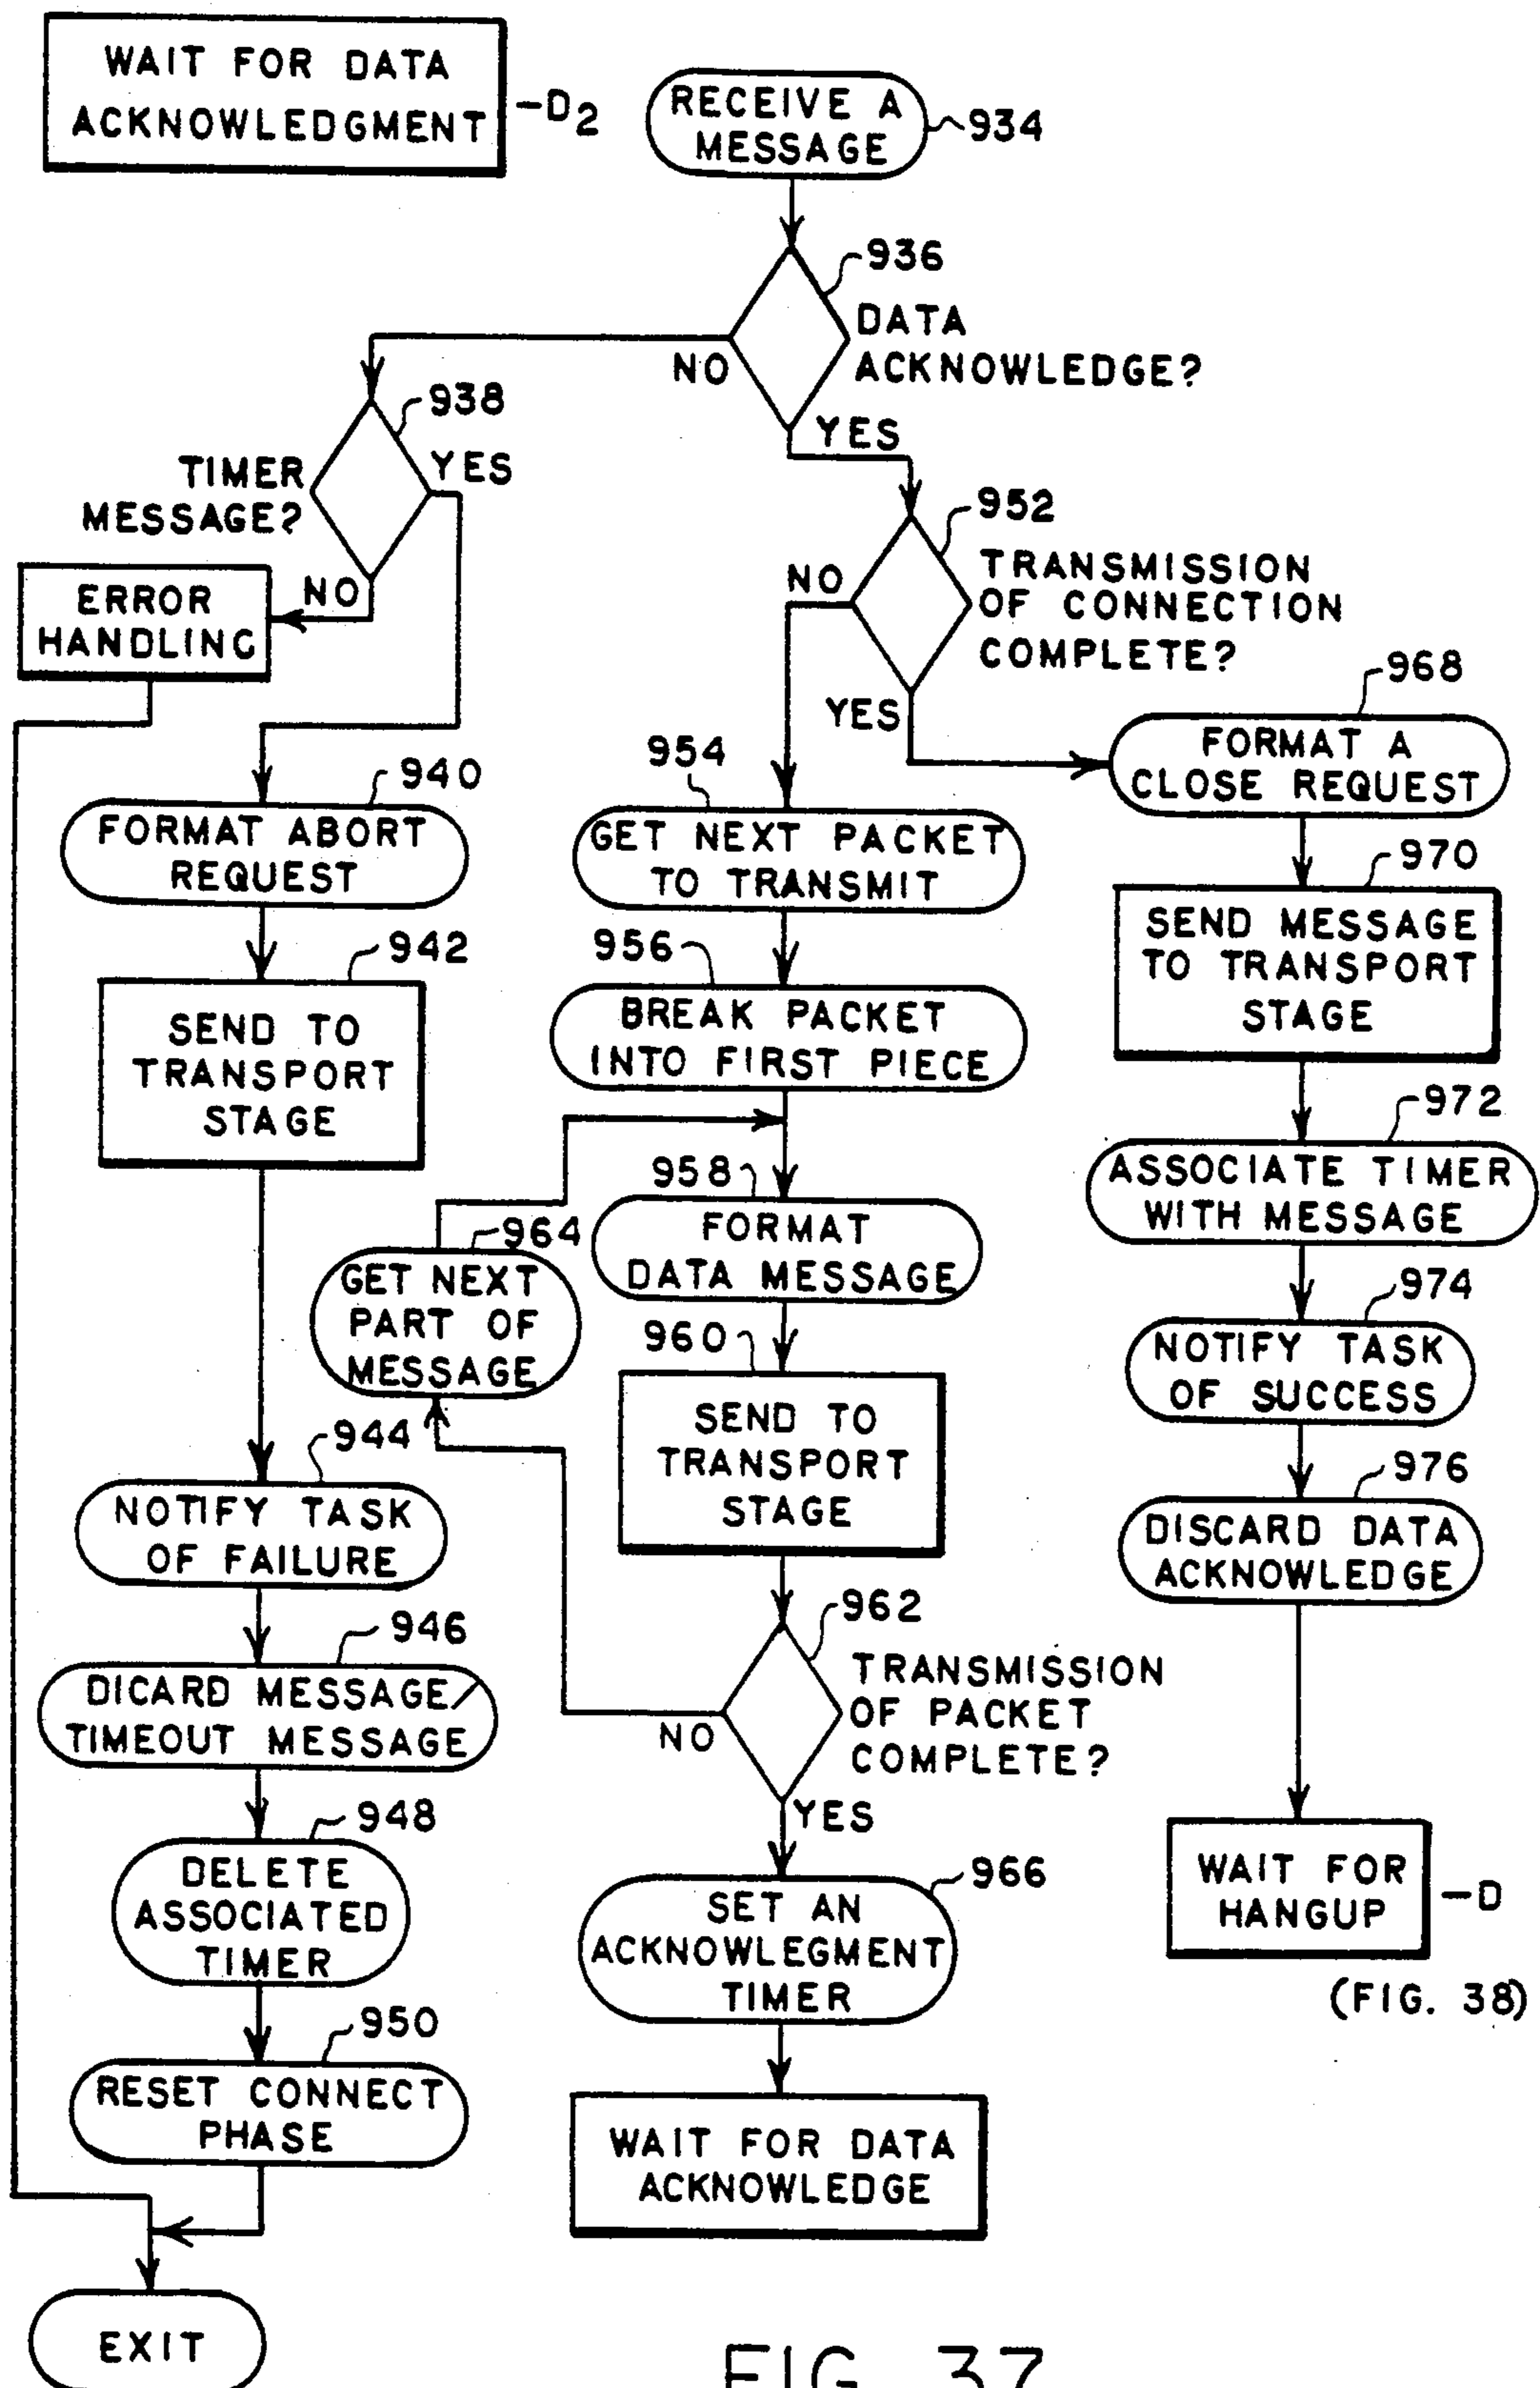 WAIT FOR DATA
ACKNOWLEDGMENT
-D2
RECEIVE A
MESSAGE
934
936
DATA
ACKNOWLEDGE?
NO
YES
938
TIMER
MESSAGE?
YES
NO
ERROR
HANDLING
952
TRANSMISSION
OF CONNECTION
COMPLETE?
NO
YES
968
FORMAT A
CLOSE REQUEST
940
FORMAT ABORT
REQUEST
954
GET NEXT PACKET
TO TRANSMIT
970
SEND MESSAGE
TO TRANSPORT
STAGE
942
SEND TO
TRANSPORT
STAGE
956
BREAK PACKET
INTO FIRST PIECE
972
ASSOCIATE TIMER
WITH MESSAGE
958
FORMAT
DATA MESSAGE
964
GET NEXT
PART OF
MESSAGE
974
NOTIFY TASK
OF SUCCESS
960
SEND TO
TRANSPORT
STAGE
944
NOTIFY TASK
OF FAILURE
976
DISCARD DATA
ACKNOWLEDGE
946
DICARD MESSAGE/
TIMEOUT MESSAGE
962
TRANSMISSION
OF PACKET
COMPLETE?
NO
YES
948
DELETE
ASSOCIATED
TIMER
966
SET AN
ACKNOWLEGMENT
TIMER
WAIT FOR
HANGUP
-D
(FIG. 38)
950
RESET CONNECT
PHASE
WAIT FOR DATA
ACKNOWLEDGE
EXIT
FIG. 37